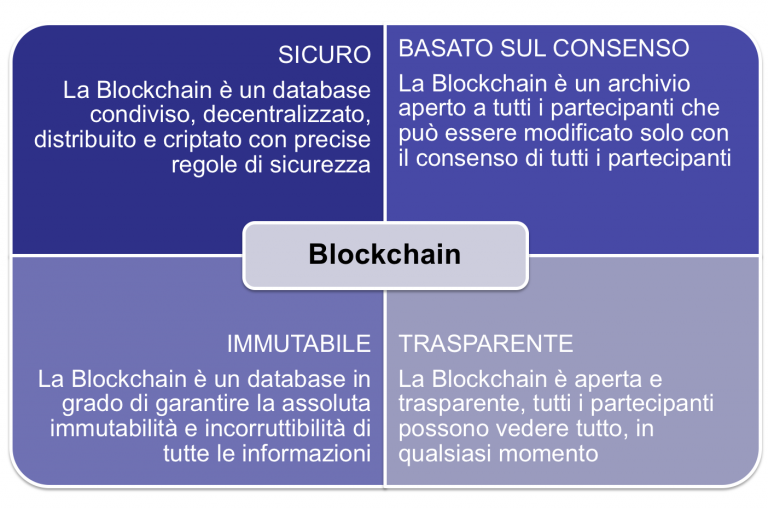 SICURO
La Blockchain è un database
condiviso, decentralizzato,
distribuito e criptato con precise
regole di sicurezza
BASATO SUL CONSENSO
La Blockchain è un archivio
aperto a tutti i partecipanti che
può essere modificato solo con
il consenso di tutti i partecipanti
Blockchain
IMMUTABILE
La Blockchain è un database in
grado di garantire la assoluta
immutabilità e incorruttibilità di
tutte le informazioni
TRASPARENTE
La Blockchain è aperta e
trasparente, tutti i partecipanti
possono vedere tutto, in
qualsiasi momento